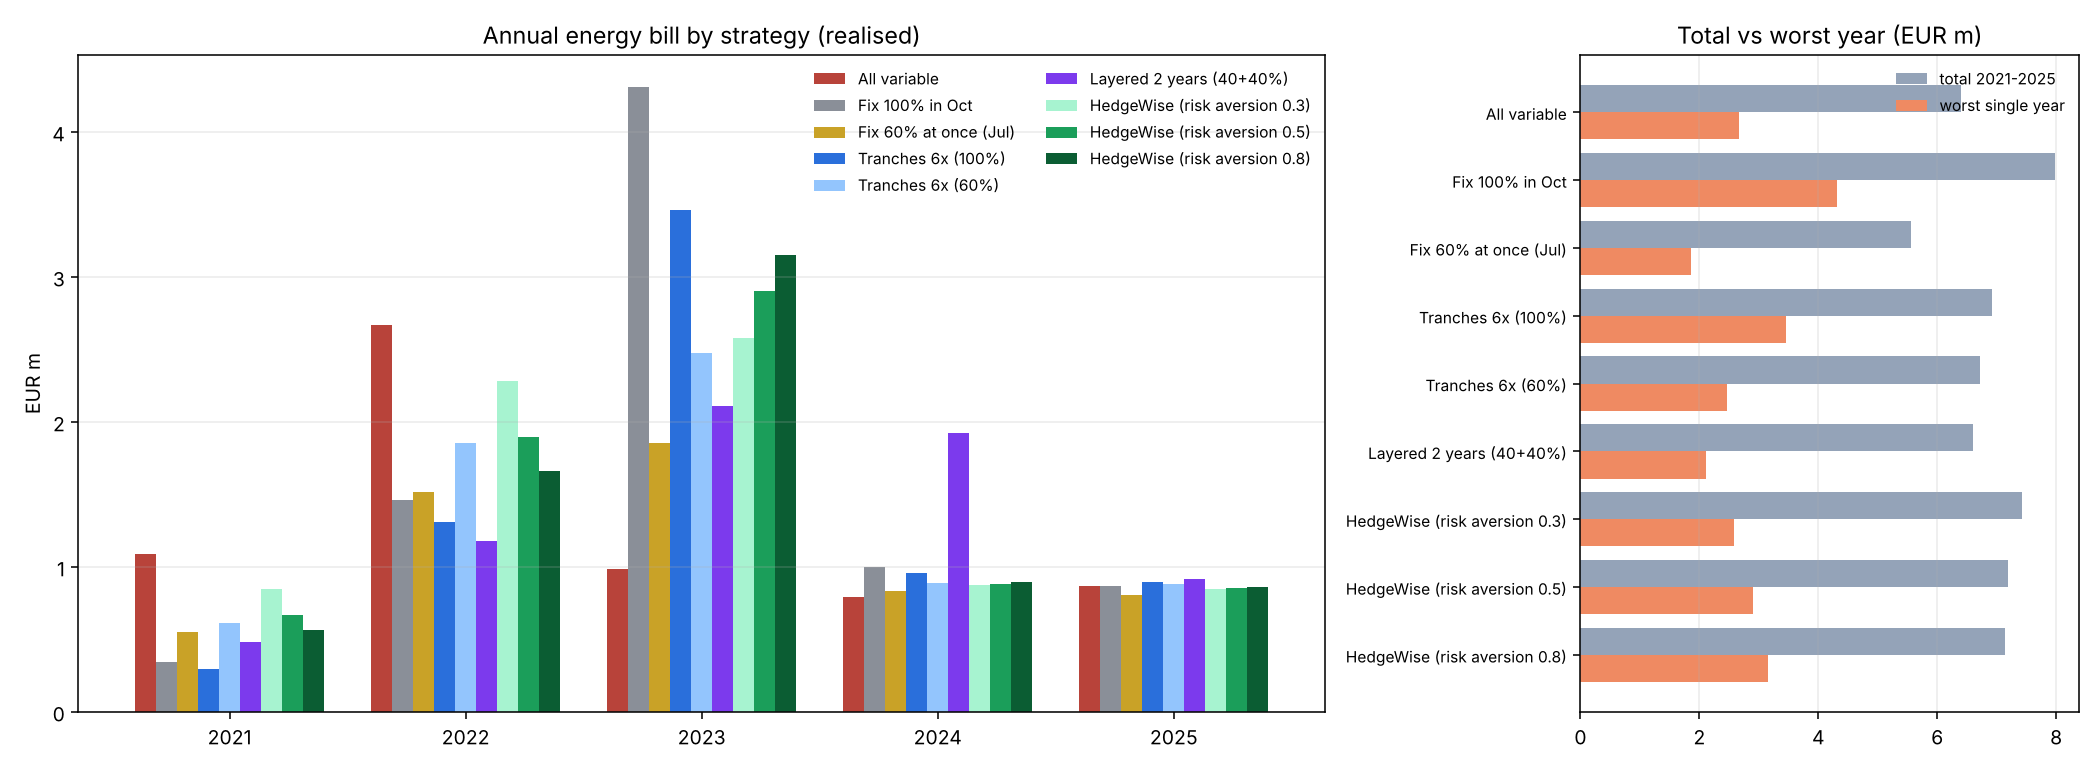 Annual energy bill by strategy (realised)
EUR m
4
3
2
1
0
All variable
Fix 100% in Oct
Fix 60% at once (Jul)
Tranches 6x (100%)
Tranches 6x (60%)
Layered 2 years (40+40%)
HedgeWise (risk aversion 0.3)
HedgeWise (risk aversion 0.5)
HedgeWise (risk aversion 0.8)
2021 2022 2023 2024 2025
Total vs worst year (EUR m)
total 2021-2025
worst single year
All variable
Fix 100% in Oct
Fix 60% at once (Jul)
Tranches 6x (100%)
Tranches 6x (60%)
Layered 2 years (40+40%)
HedgeWise (risk aversion 0.3)
HedgeWise (risk aversion 0.5)
HedgeWise (risk aversion 0.8)
0 2 4 6 8